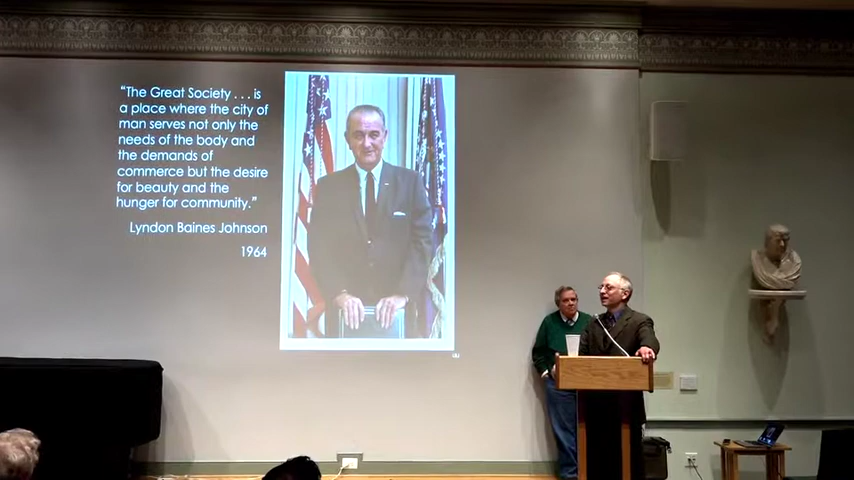 “The Great Society . . . is
a place where the city of
man serves not only the
needs of the body and
the demands of
commerce but the desire
for beauty and the
hunger for community.”
Lyndon Baines Johnson
1964